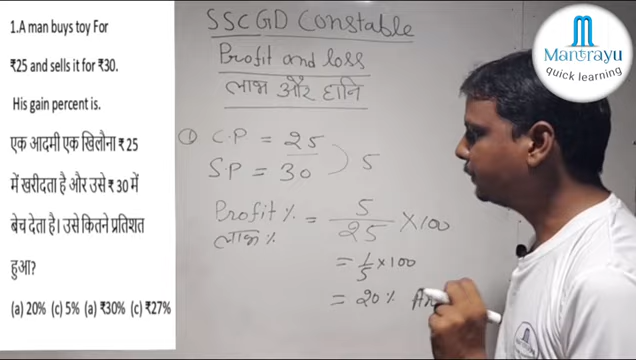 1.A man buys toy For
₹25 and sells it for ₹30.
His gain percent is.
एक आदमी एक खिलौना ₹ 25
में खरीदता है और उसे ₹ 30 में
बेच देता है। उसे कितने प्रतिशत
हुआ?
(a) 20% (c) 5% (a) ₹30% (c) ₹27%
SSC GD Constable
Profit and loss
लाभ और हानि
① C.P = 25
S.P = 30
5
Profit % = 5/25 × 100
लाभ %
= 1/5 × 100
= 20% An
Mantrayu
quick learning